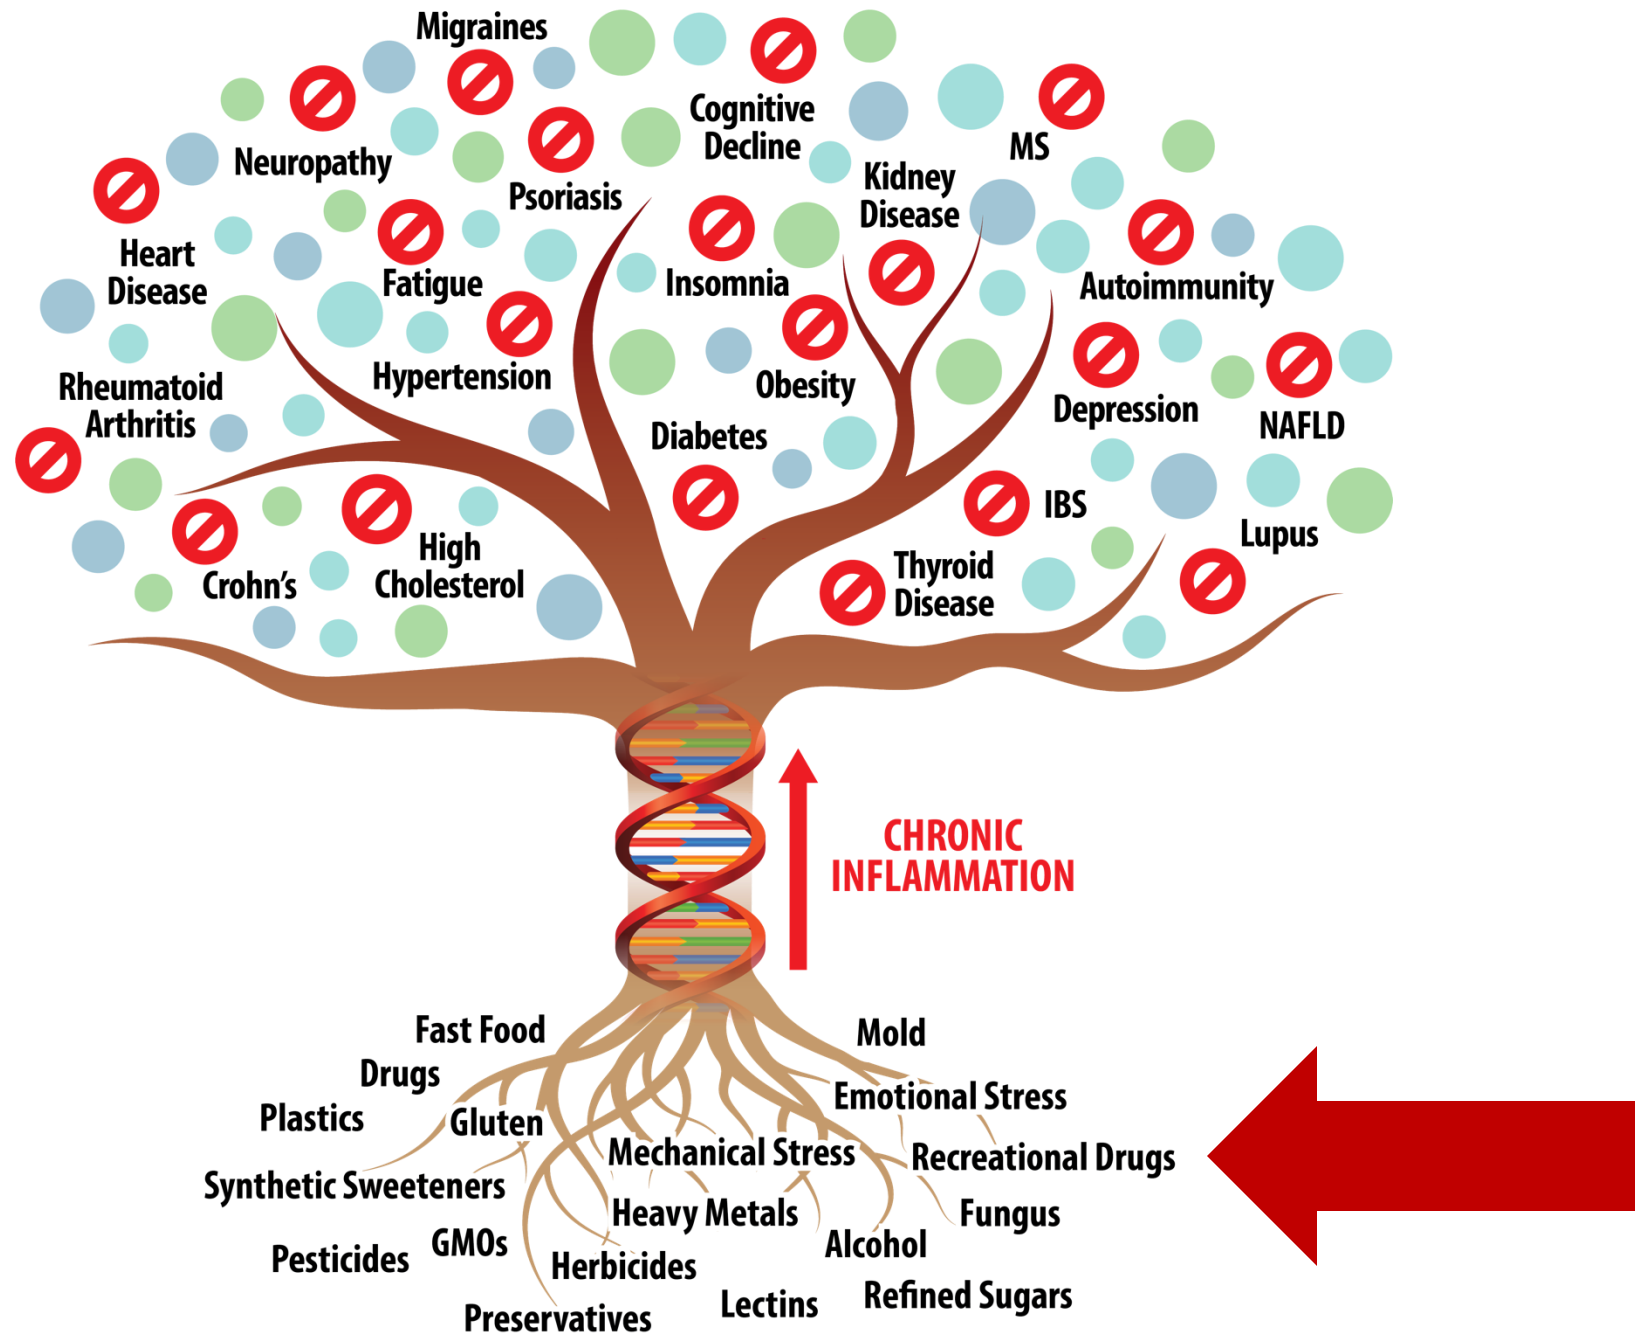 Migraines
Cognitive
Decline
MS
Neuropathy
Psoriasis
Kidney
Disease
Heart
Disease
Fatigue
Insomnia
Autoimmunity
Rheumatoid
Arthritis
Hypertension
Obesity
Depression
NAFLD
Diabetes
IBS
Lupus
Crohn’s
High
Cholesterol
Thyroid
Disease
CHRONIC
INFLAMMATION
Fast Food
Mold
Drugs
Emotional Stress
Plastics
Gluten
Mechanical Stress
Recreational Drugs
Synthetic Sweeteners
Heavy Metals
Fungus
GMOs
Alcohol
Pesticides
Herbicides
Refined Sugars
Lectins
Preservatives